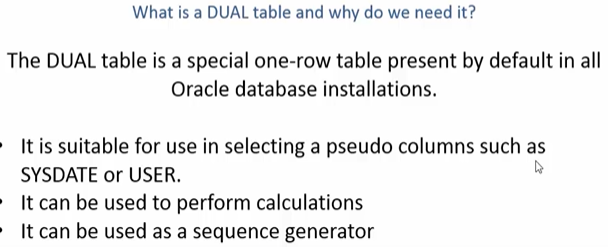 What is a DUAL table and why do we need it?
The DUAL table is a special one-row table present by default in all
Oracle database installations.
• It is suitable for use in selecting a pseudo columns such as
SYSDATE or USER.
• It can be used to perform calculations
• It can be used as a sequence generator